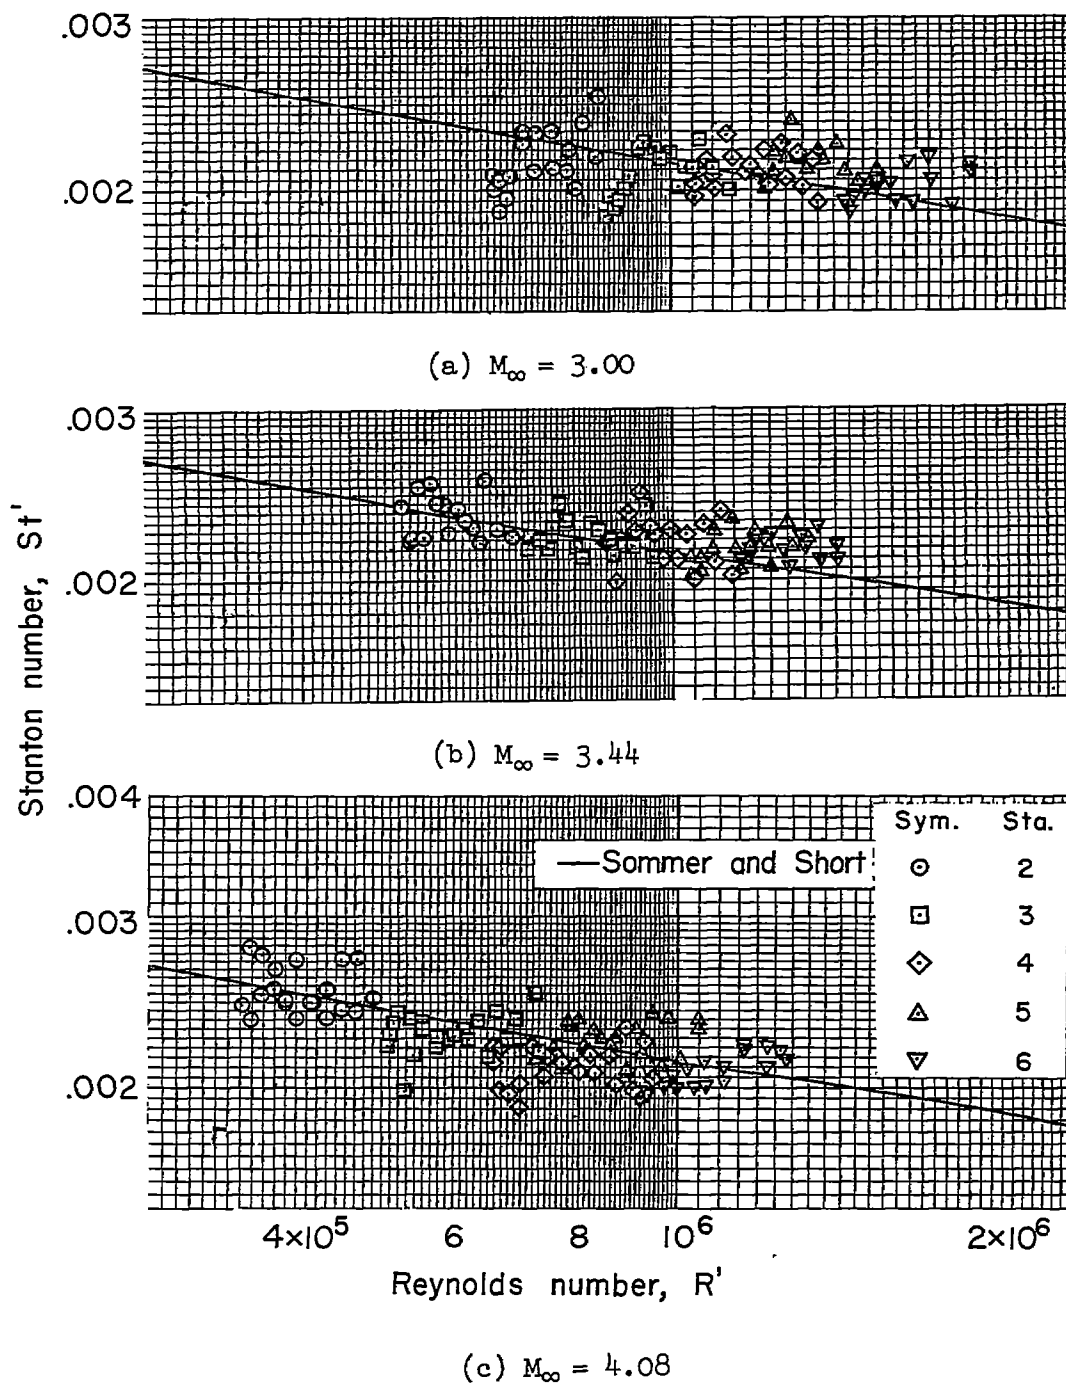 .003
.002
(a) M∞ = 3.00
.003
.002
(b) M∞ = 3.44
Stanton number, St'
.004
.003
.002
Sommer and Short
Sym. Sta.
2
3
4
5
6
4×10⁵ 6 8 10⁶ 2×10⁶
Reynolds number, R'
(c) M∞ = 4.08